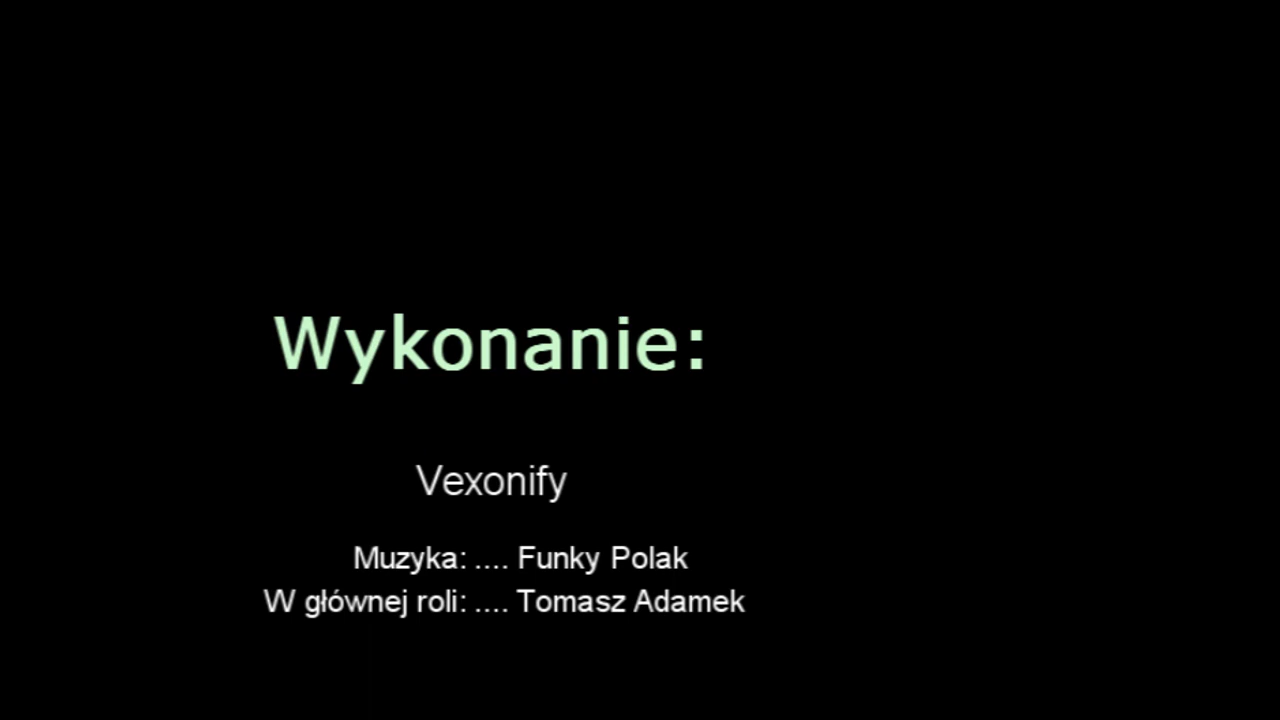 Wykonanie:
Vexonify
Muzyka: .... Funky Polak
W głównej roli: .... Tomasz Adamek